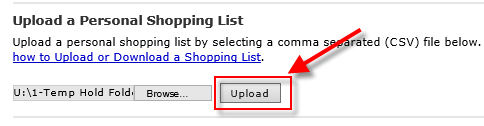 Upload a Personal Shopping List
Upload a personal shopping list by selecting a comma separated (CSV) file below.
how to Upload or Download a Shopping List.
U:\1-Temp Hold Folde Browse... Upload